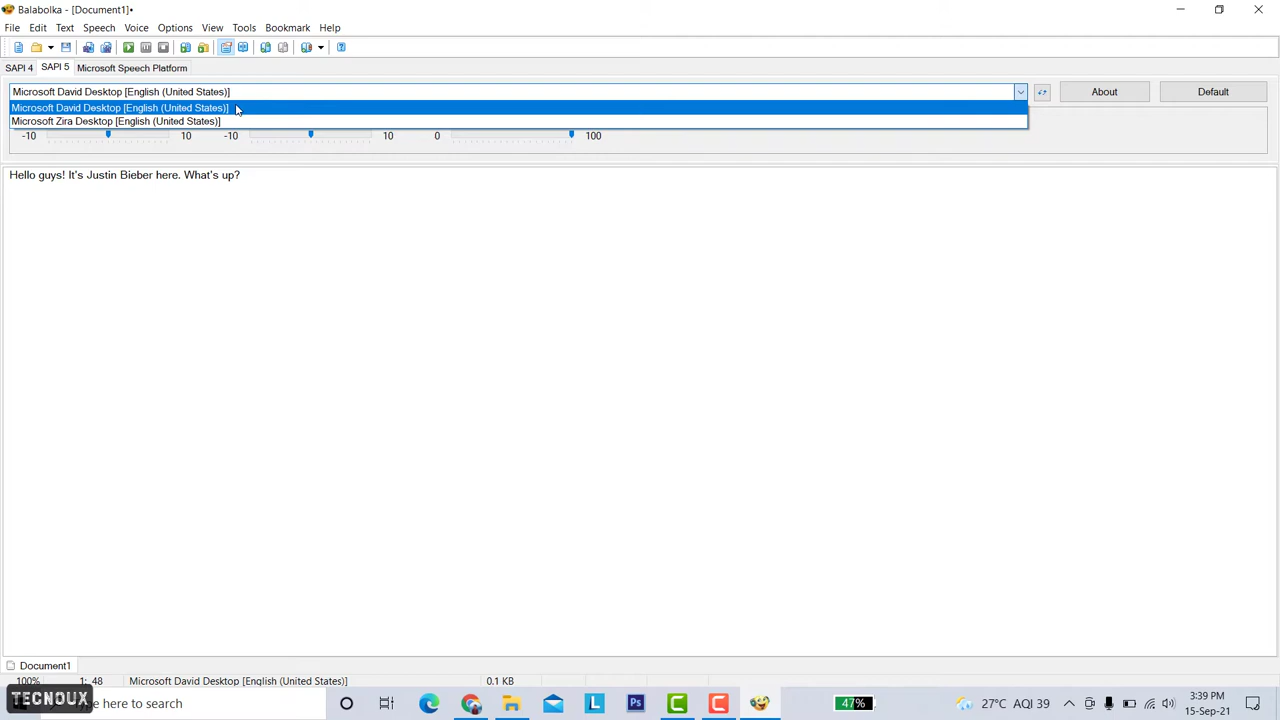 Balabolka - [Document1]•
File Edit Text Speech Voice Options View Tools Bookmark Help
SAPI 4 SAPI 5 Microsoft Speech Platform
Microsoft David Desktop [English (United States)] About Default
Microsoft David Desktop [English (United States)]
Microsoft Zira Desktop [English (United States)]
-10 10 -10 10 0 100
Hello guys! It's Justin Bieber here. What's up?
Document1
100% 1: 48 Microsoft David Desktop [English (United States)] 0.1 KB
TECNOUX
here to search
47%
27°C AQI 39
3:39 PM
15-Sep-21